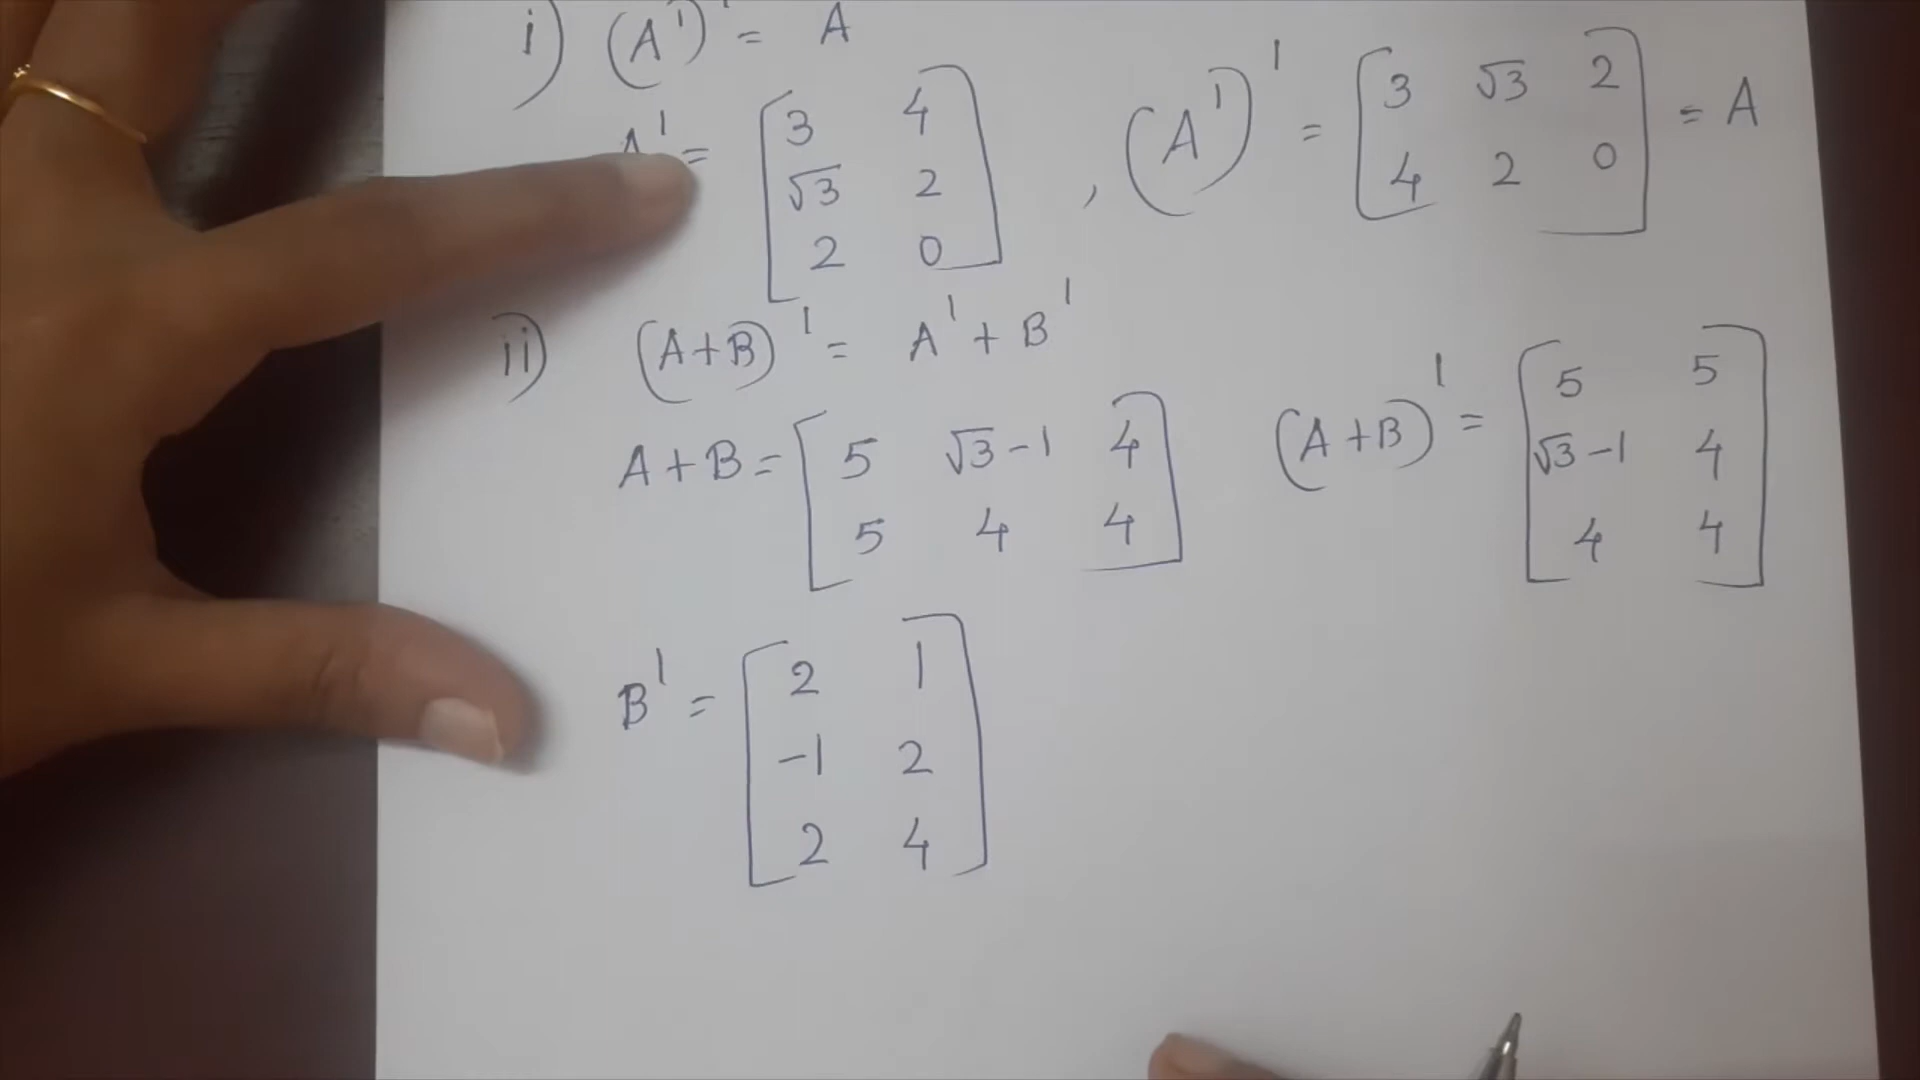 i) (A')' = A
A' = [3 4
√3 2
2 0] , (A')' = [3 √3 2
4 2 0] = A
ii) (A+B)' = A' + B'
A+B = [5 √3-1 4
5 4 4] (A+B)' = [5 5
√3-1 4
4 4]
B' = [2 1
-1 2
2 4]